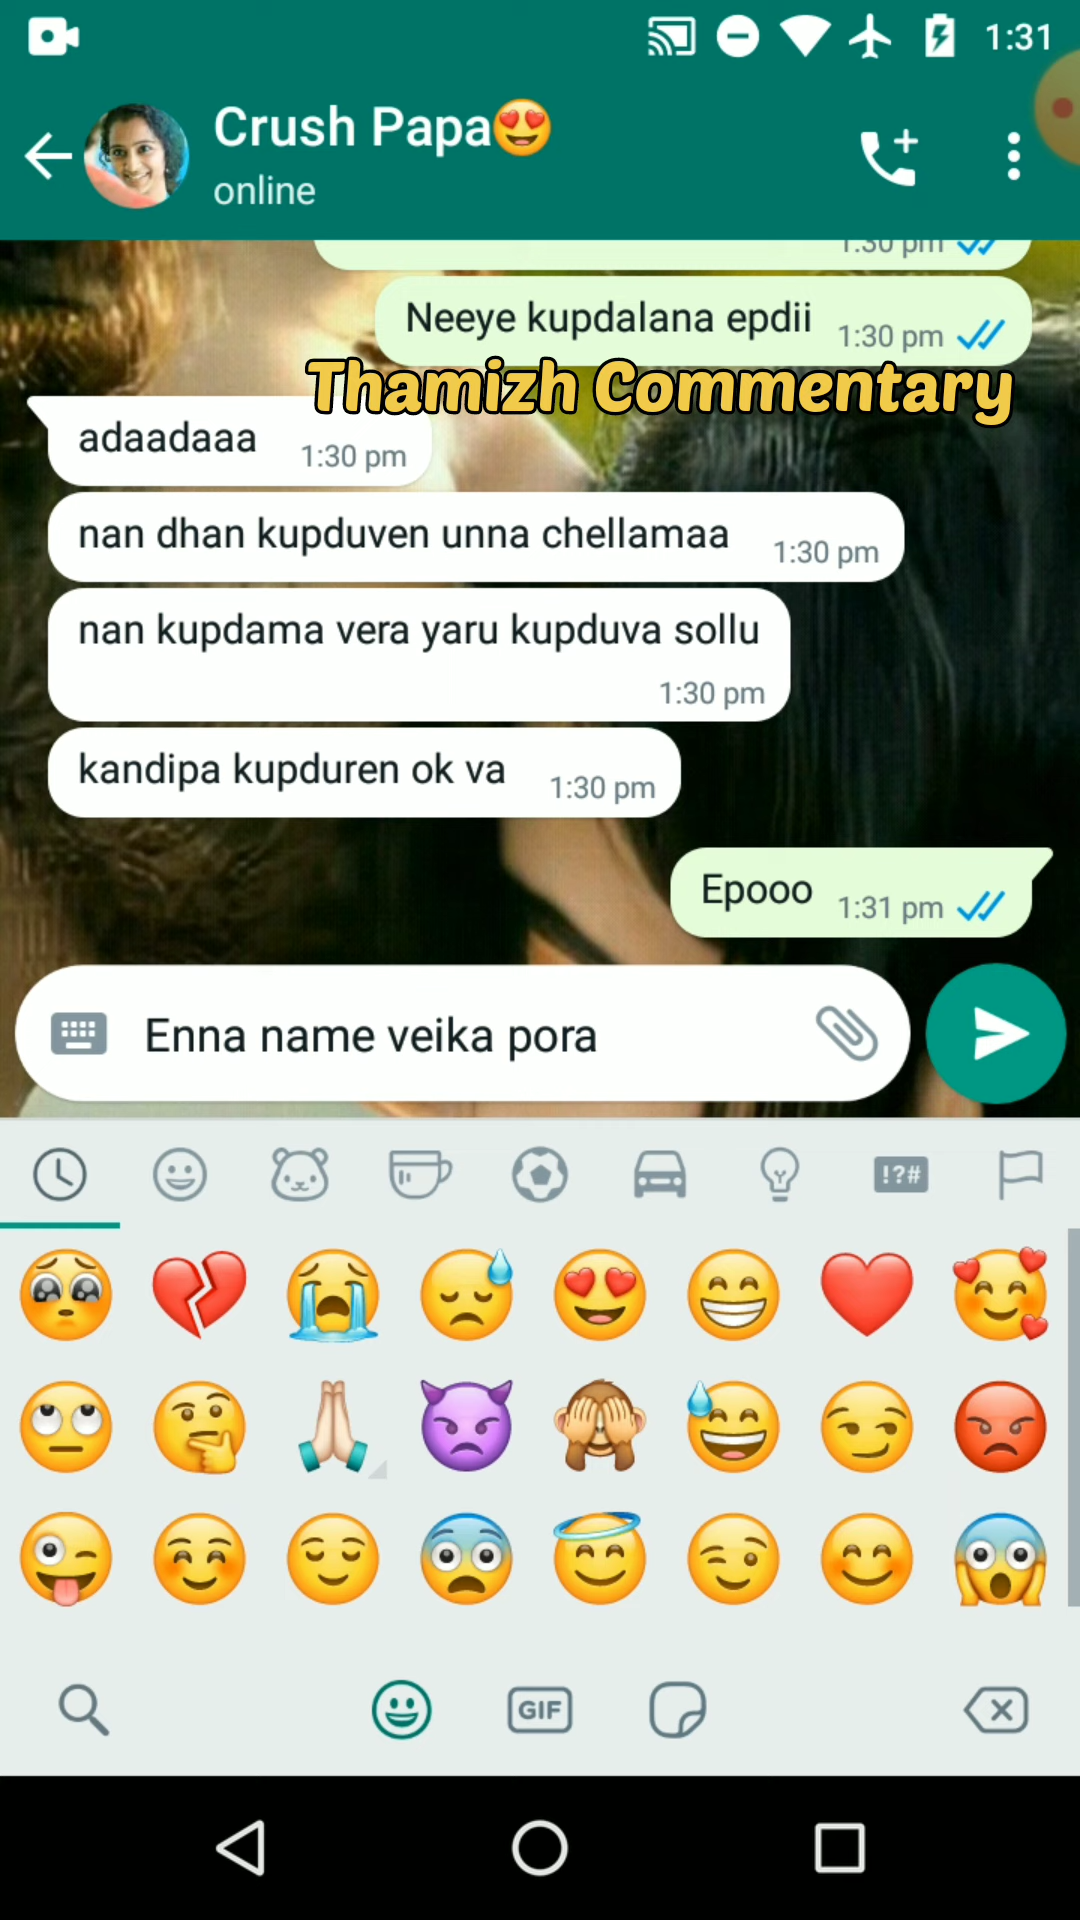 1:31
Crush Papa😍
online
1:30 pm
Neeye kupdalana epdii 1:30 pm
Thamizh Commentary
adaadaaa 1:30 pm
nan dhan kupduven unna chellamaa 1:30 pm
nan kupdama vera yaru kupduva sollu
1:30 pm
kandipa kupduren ok va 1:30 pm
Epooo 1:31 pm
Enna name veika pora
!?#
GIF